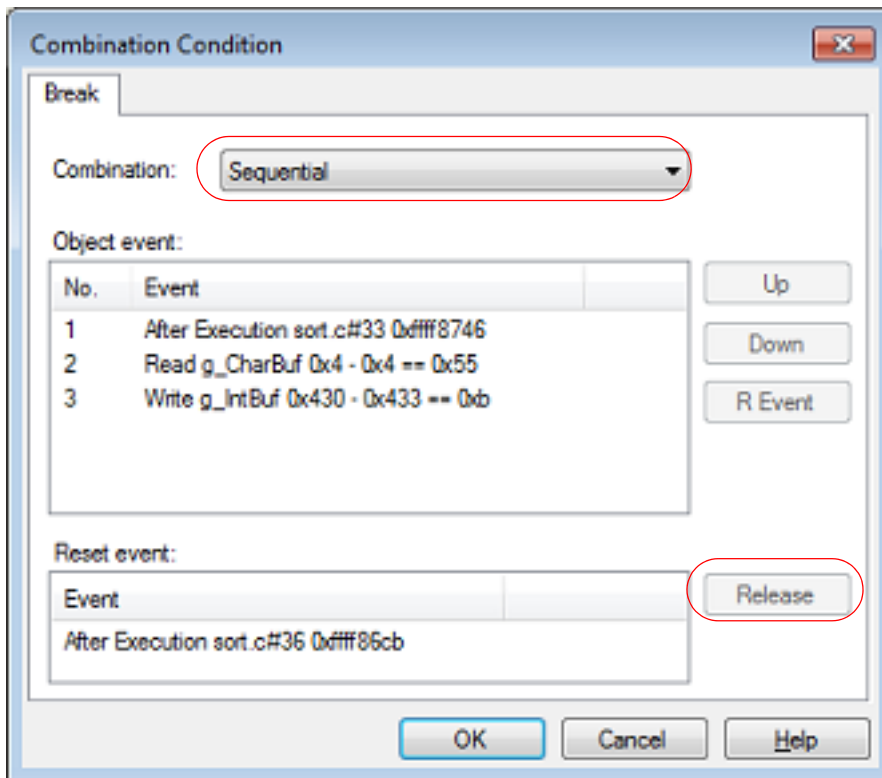 Combination Condition
Break
Combination: Sequential
Object event:
No. Event
1 After Execution sort.c#33 0xffff8746
2 Read g_CharBuf 0x4 - 0x4 == 0x55
3 Write g_IntBuf 0x430 - 0x433 == 0xb
Up
Down
R Event
Reset event:
Event
After Execution sort.c#36 0xffff86cb
Release
OK Cancel Help